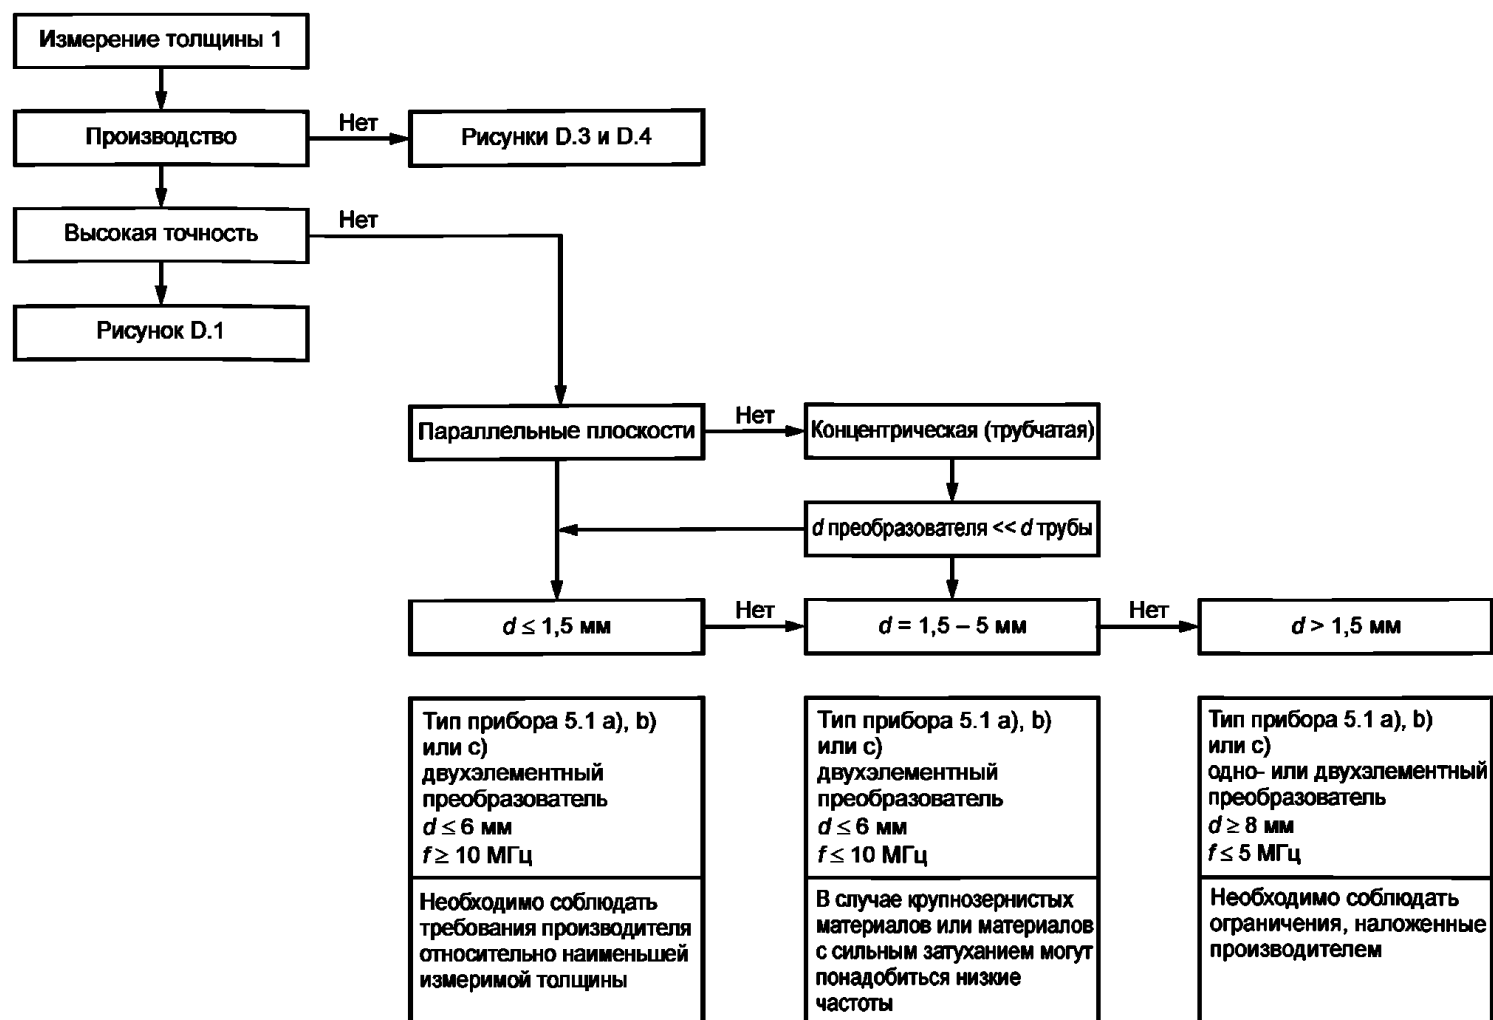 Измерение толщины 1
Производство
Нет
Рисунки D.3 и D.4
Высокая точность
Нет
Рисунок D.1
Параллельные плоскости
Нет
Концентрическая (трубчатая)
d преобразователя << d трубы
d ≤ 1,5 мм
Нет
d = 1,5 – 5 мм
Нет
d > 1,5 мм
Тип прибора 5.1 a), b)
или c)
двухэлементный
преобразователь
d ≤ 6 мм
f ≥ 10 МГц
Необходимо соблюдать
требования производителя
относительно наименьшей
измеримой толщины
Тип прибора 5.1 a), b)
или c)
двухэлементный
преобразователь
d ≤ 6 мм
f ≤ 10 МГц
В случае крупнозернистых
материалов или материалов
с сильным затуханием могут
понадобиться низкие
частоты
Тип прибора 5.1 a), b)
или c)
одно- или двухэлементный
преобразователь
d ≥ 8 мм
f ≤ 5 МГц
Необходимо соблюдать
ограничения, наложенные
производителем